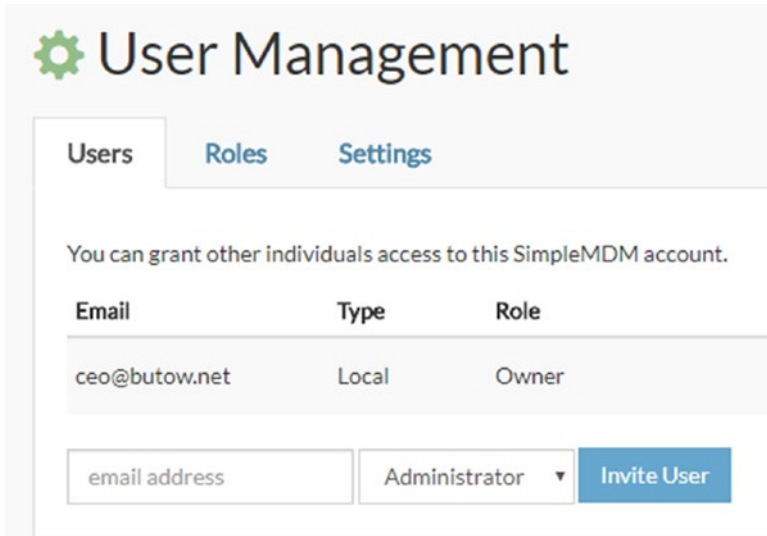 User Management
Users Roles Settings
You can grant other individuals access to this SimpleMDM account.
Email Type Role
ceo@butow.net Local Owner
email address Administrator Invite User